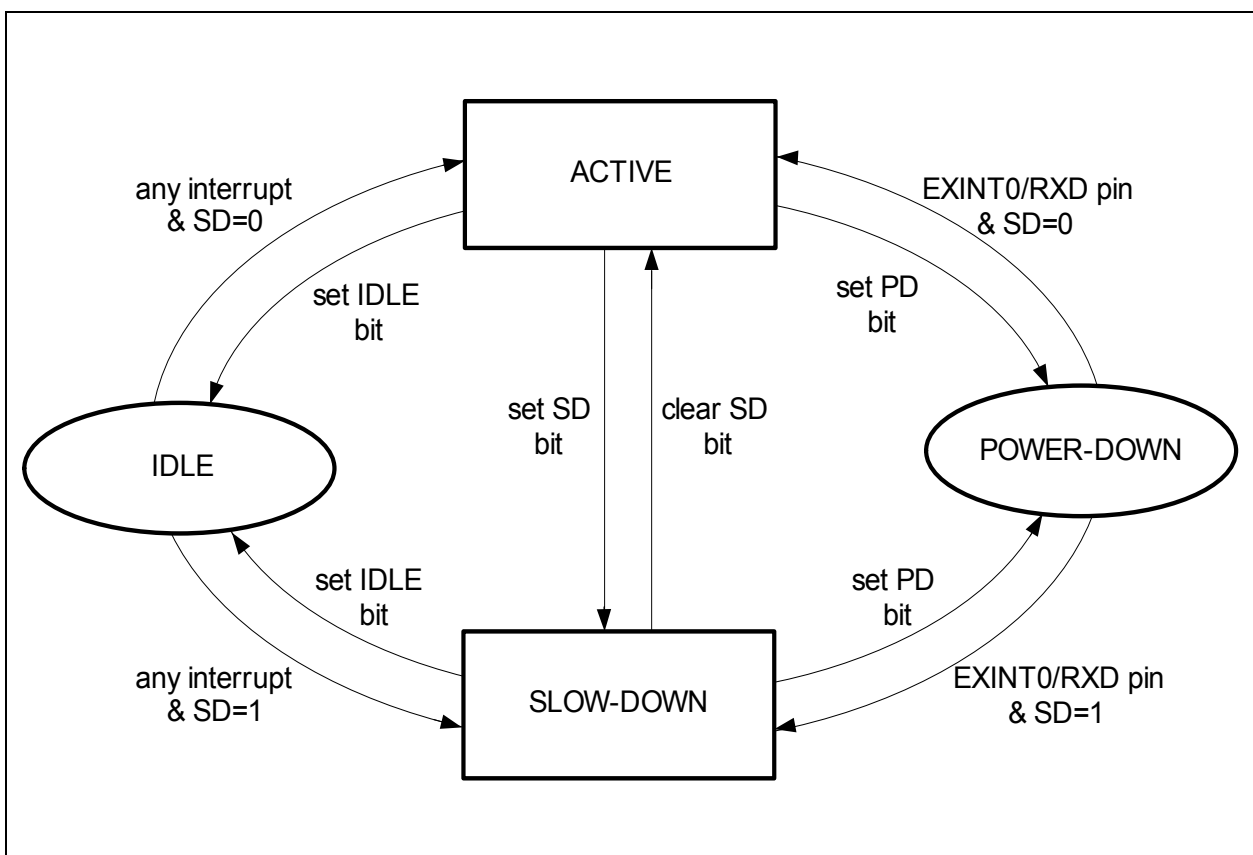 ACTIVE
any interrupt
& SD=0
EXINT0/RXD pin
& SD=0
set IDLE
bit
set PD
bit
set SD
bit
clear SD
bit
IDLE
POWER-DOWN
set IDLE
bit
set PD
bit
any interrupt
& SD=1
SLOW-DOWN
EXINT0/RXD pin
& SD=1